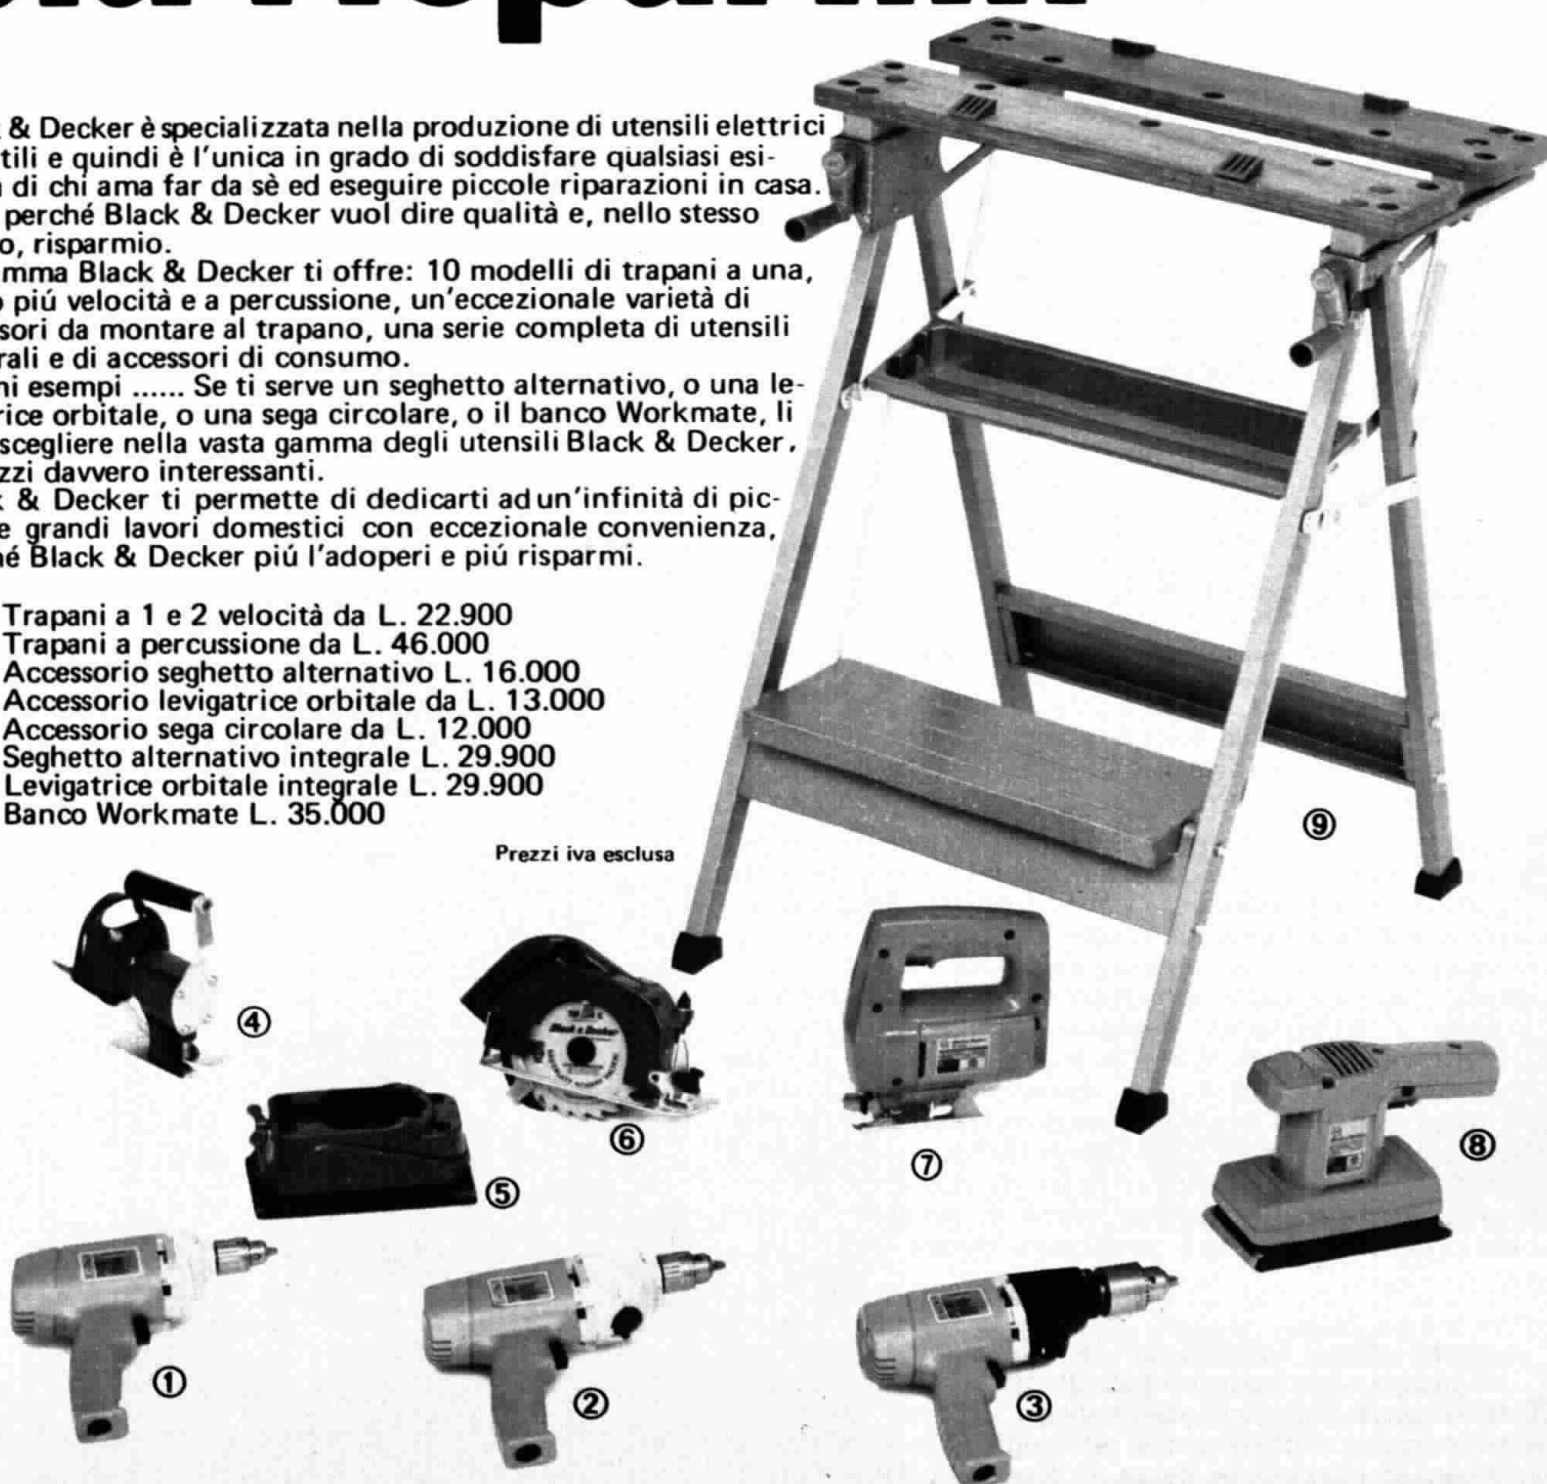 più risparmi
& Decker è specializzata nella produzione di utensili elettrici
tili e quindi è l'unica in grado di soddisfare qualsiasi esi-
di chi ama far da sè ed eseguire piccole riparazioni in casa.
perché Black & Decker vuol dire qualità e, nello stesso
o, risparmio.
mma Black & Decker ti offre: 10 modelli di trapani a una,
o piú velocità e a percussione, un'eccezionale varietà di
sori da montare al trapano, una serie completa di utensili
rali e di accessori di consumo.
ni esempi ...... Se ti serve un seghetto alternativo, o una le-
rice orbitale, o una sega circolare, o il banco Workmate, li
scegliere nella vasta gamma degli utensili Black & Decker,
zzi davvero interessanti.
k & Decker ti permette di dedicarti ad un'infinità di pic-
e grandi lavori domestici con eccezionale convenienza,
né Black & Decker piú l'adoperi e piú risparmi.
Trapani a 1 e 2 velocità da L. 22.900
Trapani a percussione da L. 46.000
Accessorio seghetto alternativo L. 16.000
Accessorio levigatrice orbitale da L. 13.000
Accessorio sega circolare da L. 12.000
Seghetto alternativo integrale L. 29.900
Levigatrice orbitale integrale L. 29.900
Banco Workmate L. 35.000
Prezzi iva esclusa
⑨
④
Black & Decker
⑥
⑦
⑧
⑤
①
②
③